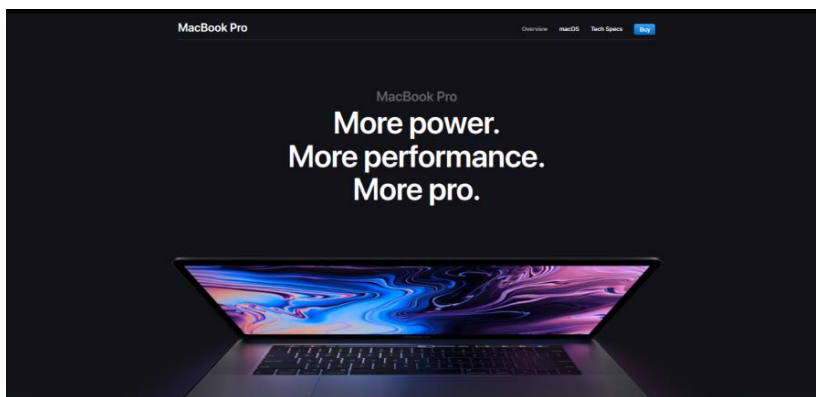 MacBook Pro
Overview macOS Tech Specs Buy
MacBook Pro
More power.
More performance.
More pro.